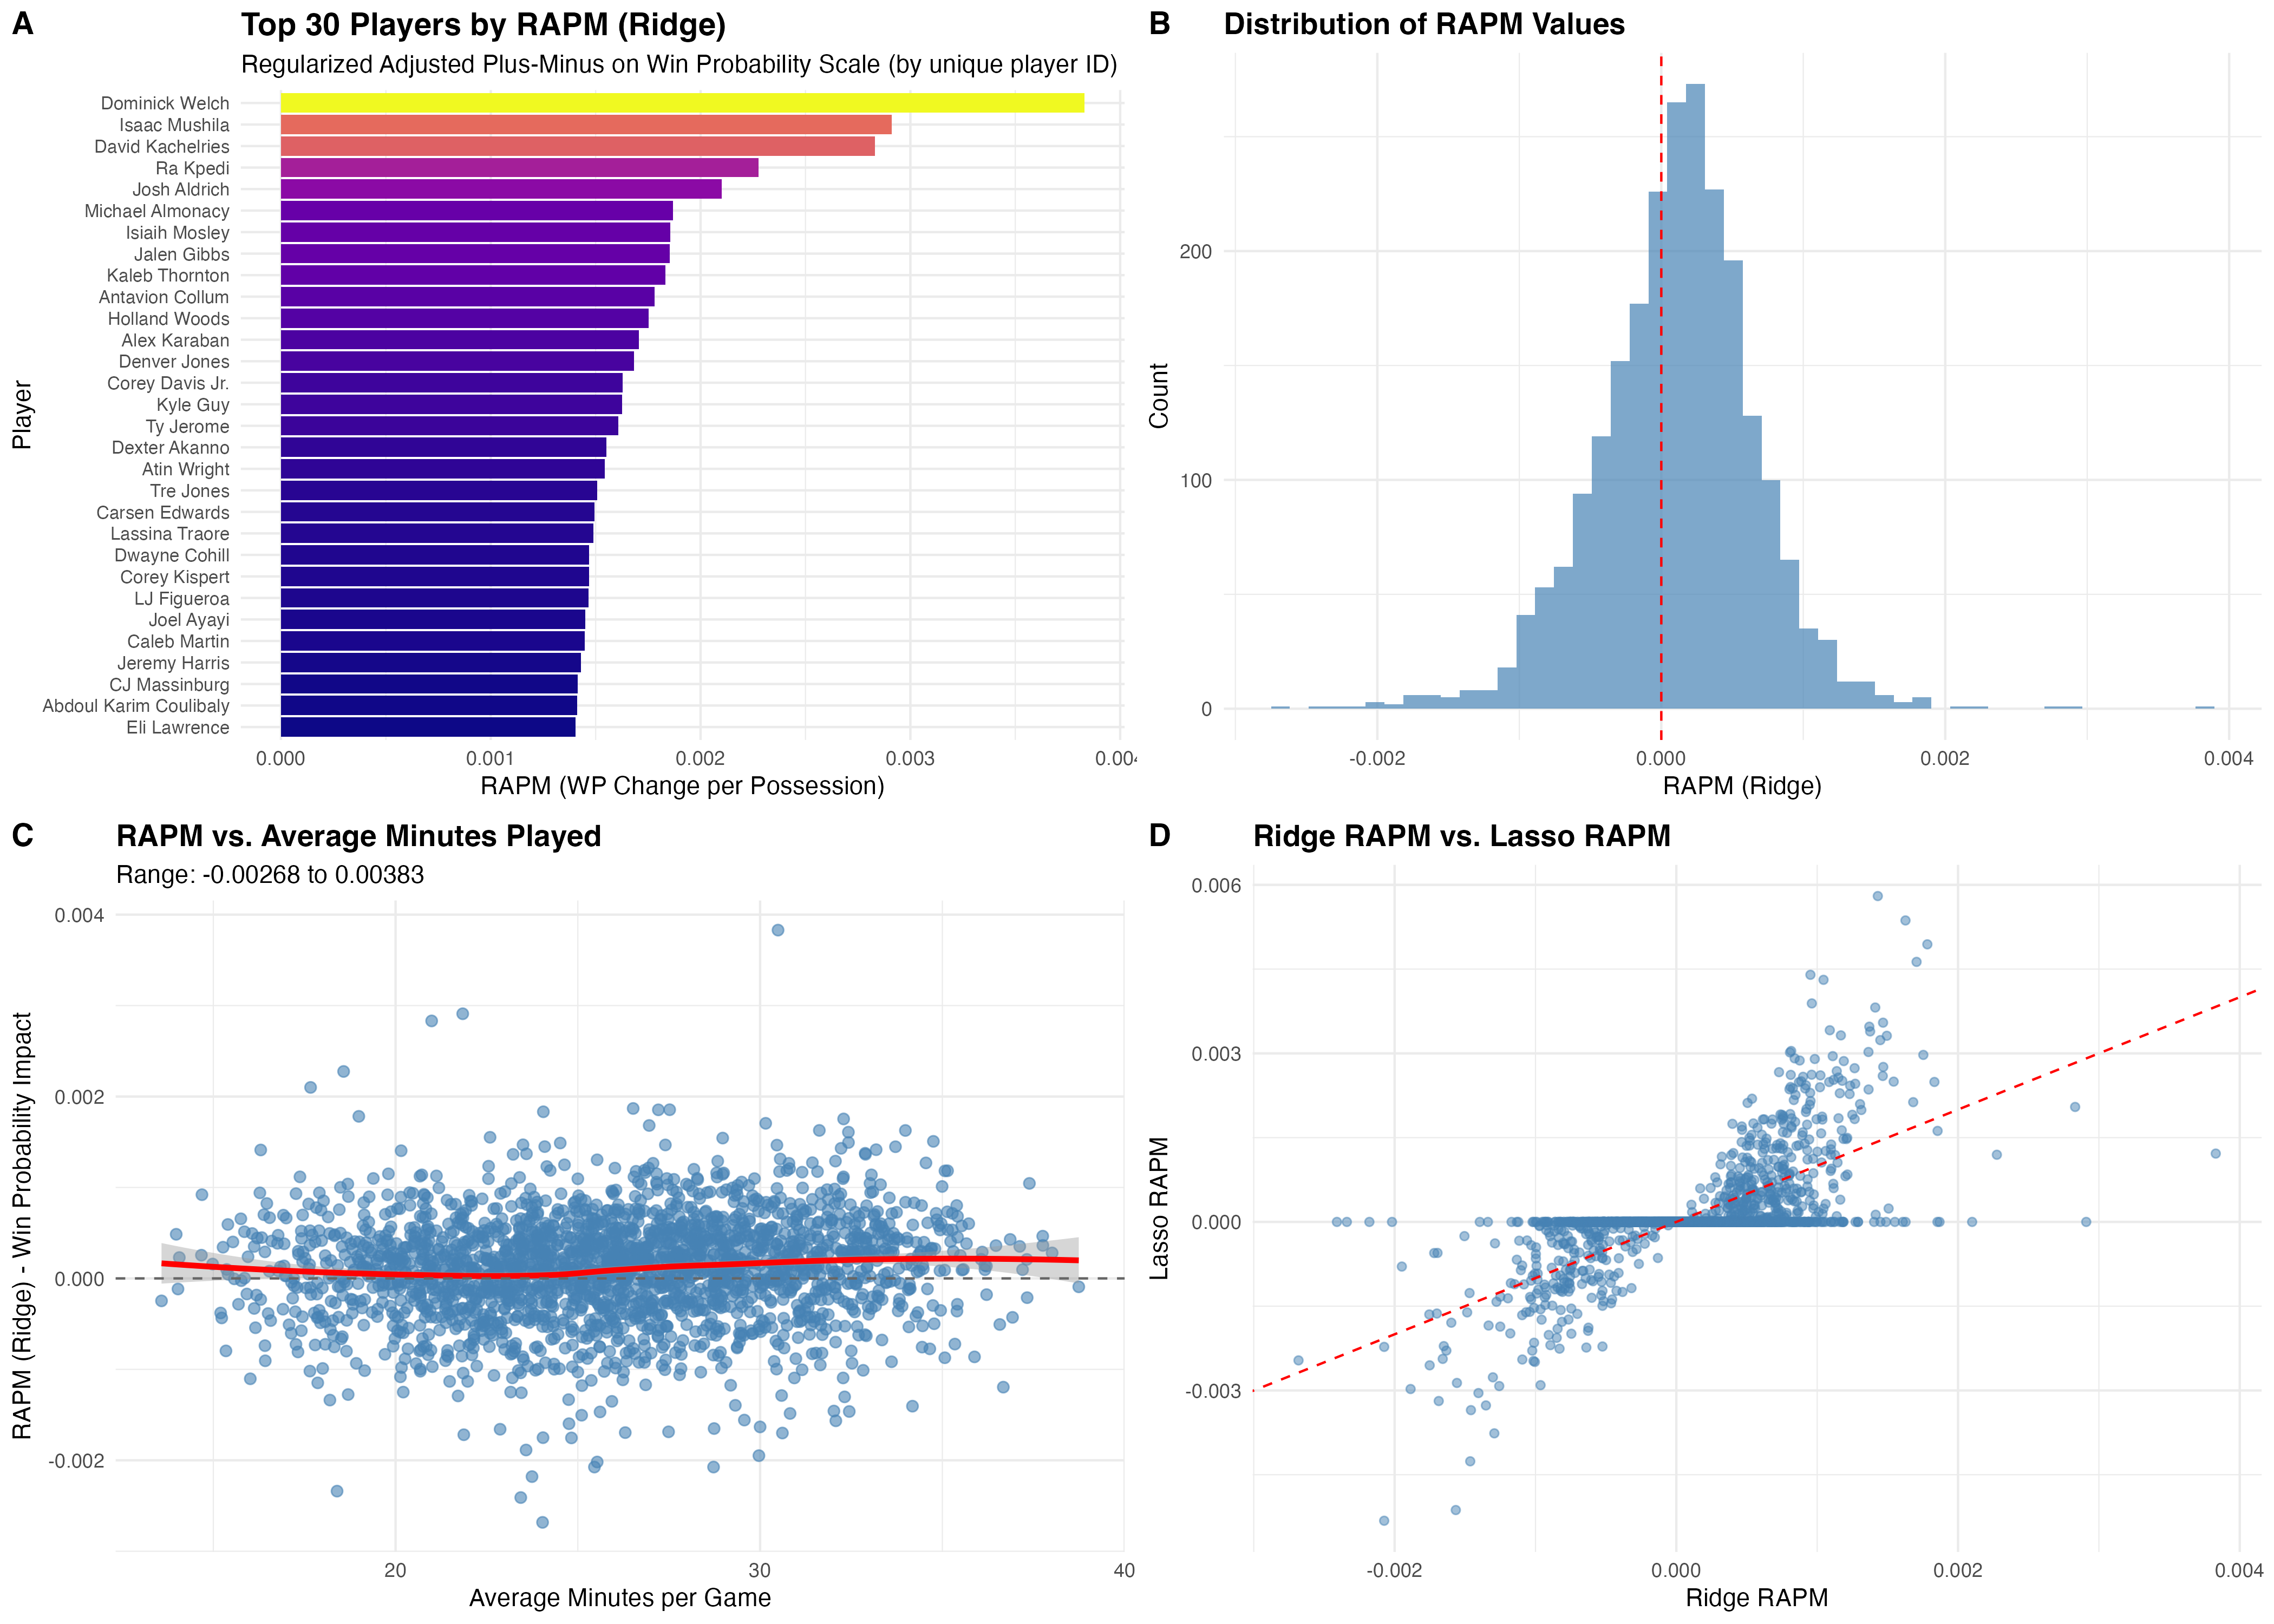 A
Top 30 Players by RAPM (Ridge)
Regularized Adjusted Plus-Minus on Win Probability Scale (by unique player ID)
Player
Dominick Welch
Isaac Mushila
David Kachelries
Ra Kpedi
Josh Aldrich
Michael Almonacy
Isiaih Mosley
Jalen Gibbs
Kaleb Thornton
Antavion Collum
Holland Woods
Alex Karaban
Denver Jones
Corey Davis Jr.
Kyle Guy
Ty Jerome
Dexter Akanno
Atin Wright
Tre Jones
Carsen Edwards
Lassina Traore
Dwayne Cohill
Corey Kispert
LJ Figueroa
Joel Ayayi
Caleb Martin
Jeremy Harris
CJ Massinburg
Abdoul Karim Coulibaly
Eli Lawrence
0.000 0.001 0.002 0.003 0.00
RAPM (WP Change per Possession)
B
Distribution of RAPM Values
Count
200
100
0
-0.002 0.000 0.002 0.004
RAPM (Ridge)
C
RAPM vs. Average Minutes Played
Range: -0.00268 to 0.00383
RAPM (Ridge) - Win Probability Impact
0.004
0.002
0.000
-0.002
20 30 40
Average Minutes per Game
D
Ridge RAPM vs. Lasso RAPM
Lasso RAPM
0.006
0.003
0.000
-0.003
-0.002 0.000 0.002 0.004
Ridge RAPM